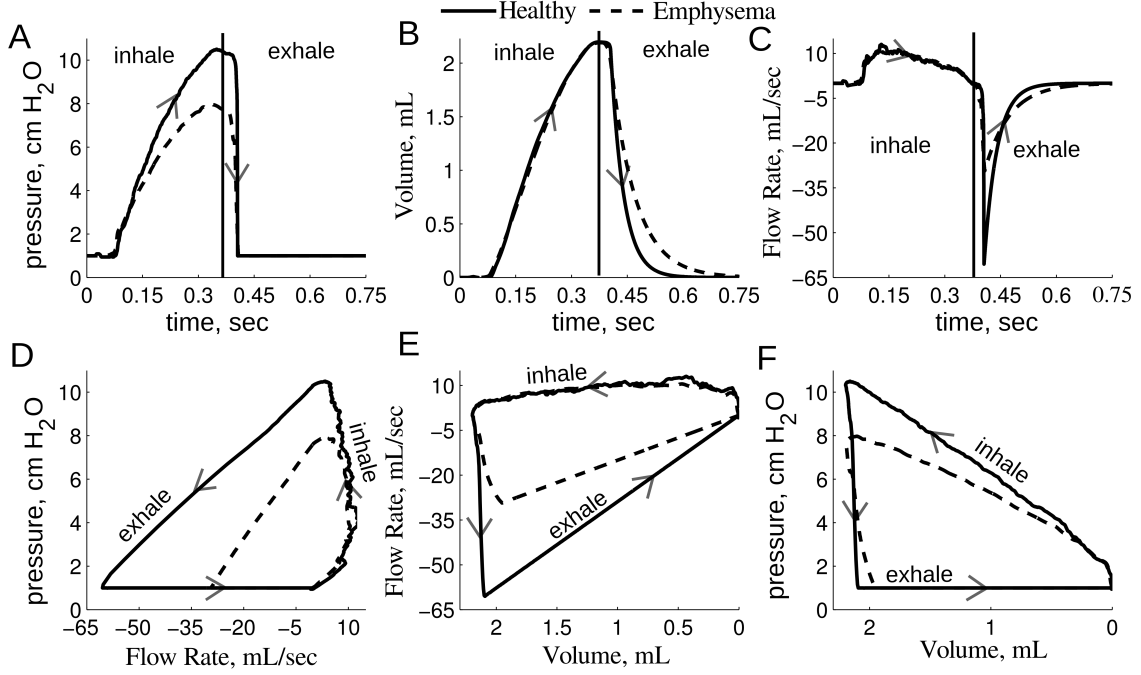 Healthy Emphysema
A
inhale
exhale
pressure, cm H2O
10
8
6
4
2
0
0 0.15 0.3 0.45 0.6 0.75
time, sec
B
inhale
exhale
Volume, mL
2
1.5
1
0.5
0
0 0.15 0.3 0.45 0.6 0.75
time, sec
C
inhale
exhale
Flow Rate, mL/sec
10
−5
−20
−35
−50
−65
0 0.15 0.3 0.45 0.6 0.75
time, sec
D
inhale
exhale
pressure, cm H2O
10
8
6
4
2
0
−65 −50 −35 −20 −5 10
Flow Rate, mL/sec
E
inhale
exhale
Flow Rate, mL/sec
10
−5
−20
−35
−50
−65
2 1.5 1 0.5 0
Volume, mL
F
inhale
exhale
pressure, cm H2O
10
8
6
4
2
0
2 1 0
Volume, mL